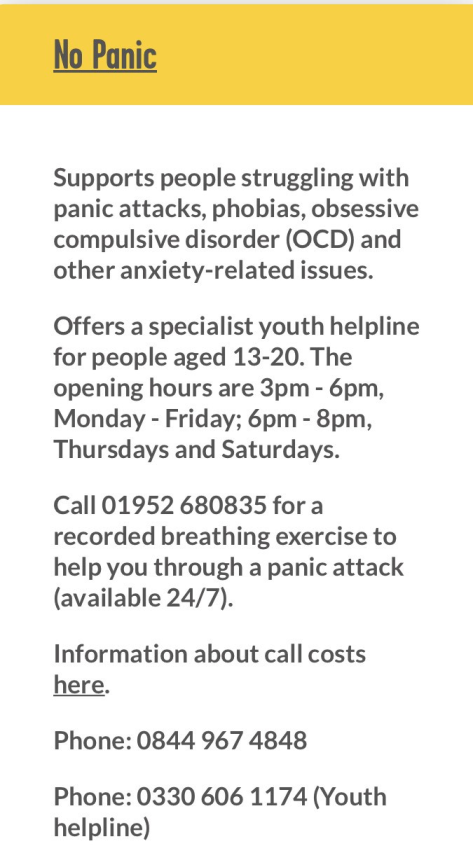 No Panic
Supports people struggling with
panic attacks, phobias, obsessive
compulsive disorder (OCD) and
other anxiety-related issues.
Offers a specialist youth helpline
for people aged 13-20. The
opening hours are 3pm - 6pm,
Monday - Friday; 6pm - 8pm,
Thursdays and Saturdays.
Call 01952 680835 for a
recorded breathing exercise to
help you through a panic attack
(available 24/7).
Information about call costs
here.
Phone: 0844 967 4848
Phone: 0330 606 1174 (Youth
helpline)